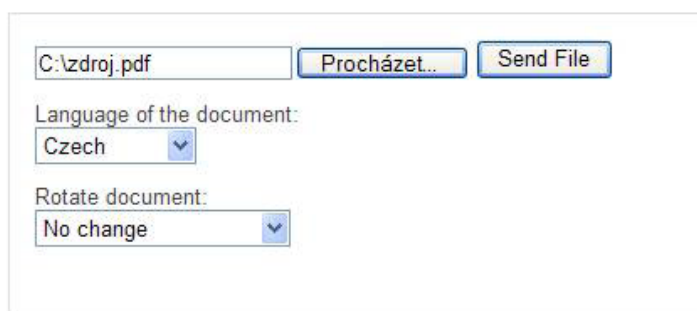 C:\zdroj.pdf Procházet... Send File
Language of the document:
Czech
Rotate document:
No change